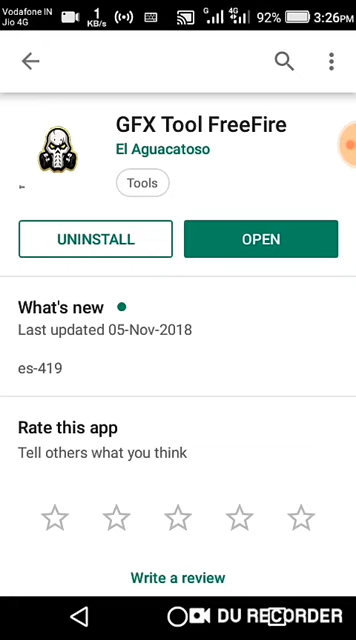 Vodafone IN
Jio 4G
1
KB/s
G
4G
92%
3:26PM
GFX Tool FreeFire
El Aguacatoso
Tools
UNINSTALL
OPEN
What's new
Last updated 05-Nov-2018
es-419
Rate this app
Tell others what you think
Write a review
DU RECORDER